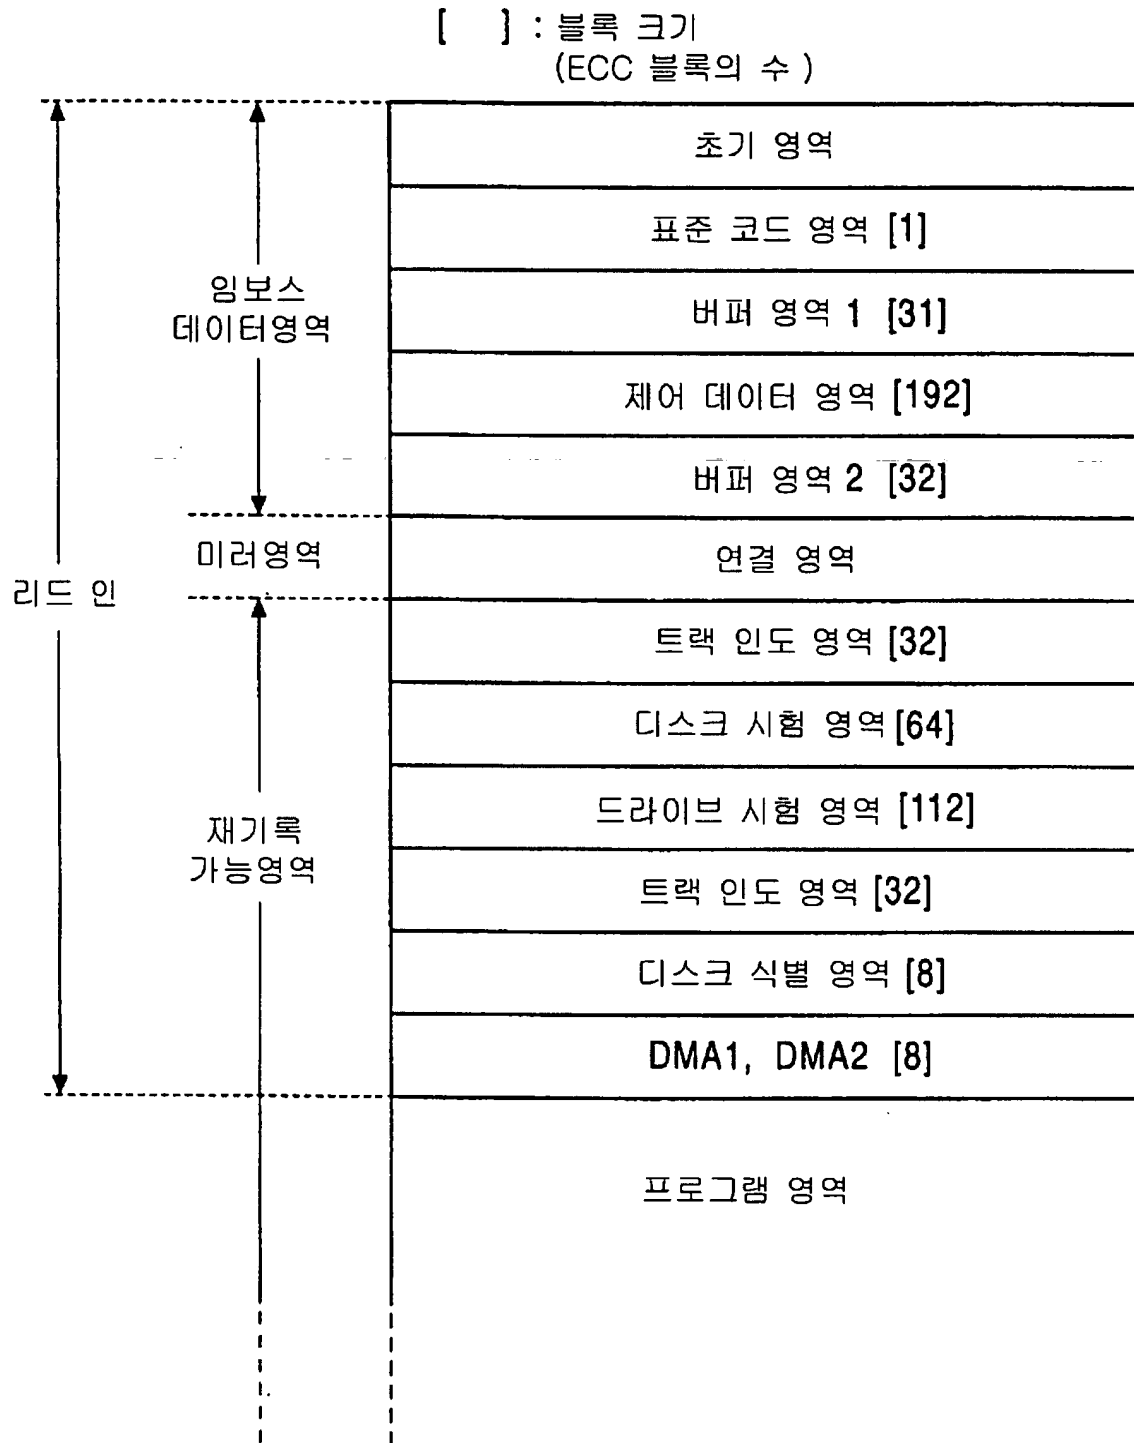 [ ] : 블록 크기
(ECC 블록의 수 )
초기 영역
표준 코드 영역 [1]
임보스
데이터영역
버퍼 영역 1 [31]
제어 데이터 영역 [192]
버퍼 영역 2 [32]
미러영역
연결 영역
리드 인
트랙 인도 영역 [32]
디스크 시험 영역 [64]
드라이브 시험 영역 [112]
재기록
가능영역
트랙 인도 영역 [32]
디스크 식별 영역 [8]
DMA1, DMA2 [8]
프로그램 영역